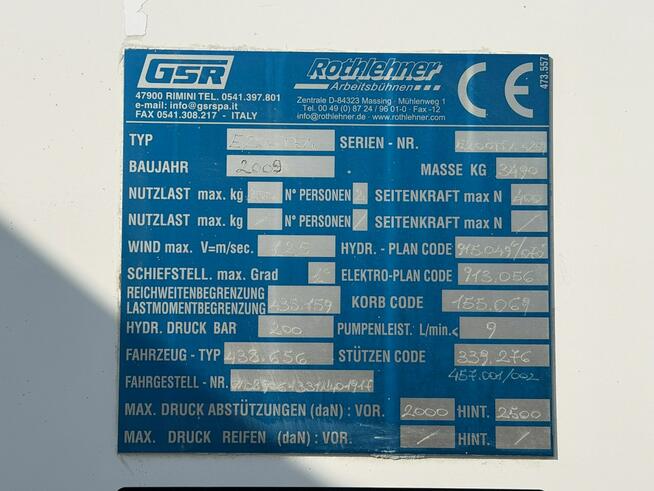 GSR
47900 RIMINI TEL. 0541.397.801
e-mail: info@gsrspa.it
FAX 0541.308.217 - ITALY
Rothlehner
Arbeitsbühnen
Zentrale D-84323 Massing · Mühlenweg 1
Tel. 00 49 (0) 87 24 / 96 01-0 · Fax -12
info@rothlehner.de · www.rothlehner.com
CE
473.557
TYP SERIEN - NR.
BAUJAHR 2009 MASSE KG 3490
NUTZLAST max. kg N° PERSONEN 2 SEITENKRAFT max N 400
NUTZLAST max. kg / N° PERSONEN / SEITENKRAFT max N /
WIND max. V=m/sec. 12.5 HYDR. - PLAN CODE
SCHIEFSTELL. max. Grad 1° ELEKTRO-PLAN CODE 913.056
REICHWEITENBEGRENZUNG
LASTMOMENTBEGRENZUNG 435.159 KORB CODE 155.069
HYDR. DRUCK BAR 200 PUMPENLEIST. L/min. < 9
FAHRZEUG - TYP 438.656 STÜTZEN CODE 339.276
457.001/002
FAHRGESTELL - NR.
MAX. DRUCK ABSTÜTZUNGEN (daN) : VOR. 2000 HINT. 2500
MAX. DRUCK REIFEN (daN) : VOR. / HINT. /